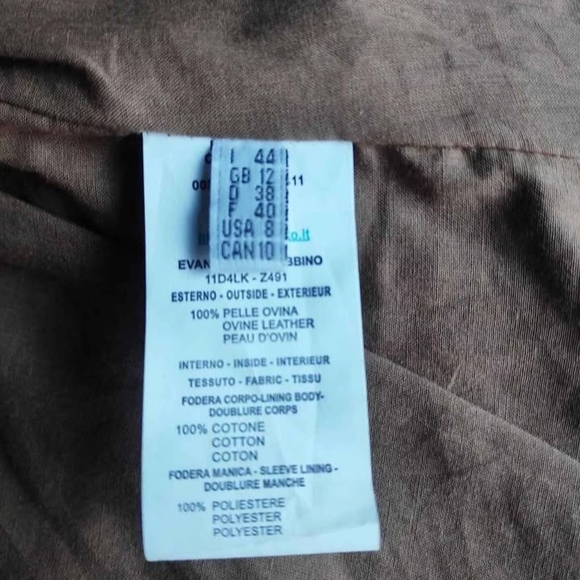 I 44
GB 12
D 38
F 40
USA 8
CAN 10
11
11D4LK - Z491
ESTERNO - OUTSIDE - EXTERIEUR
100% PELLE OVINA
OVINE LEATHER
PEAU D'OVIN
INTERNO - INSIDE - INTERIEUR
TESSUTO - FABRIC - TISSU
FODERA CORPO-LINING BODY-
DOUBLURE CORPS
100% COTONE
COTTON
COTON
FODERA MANICA - SLEEVE LINING -
DOUBLURE MANCHE
100% POLIESTERE
POLYESTER
POLYESTER